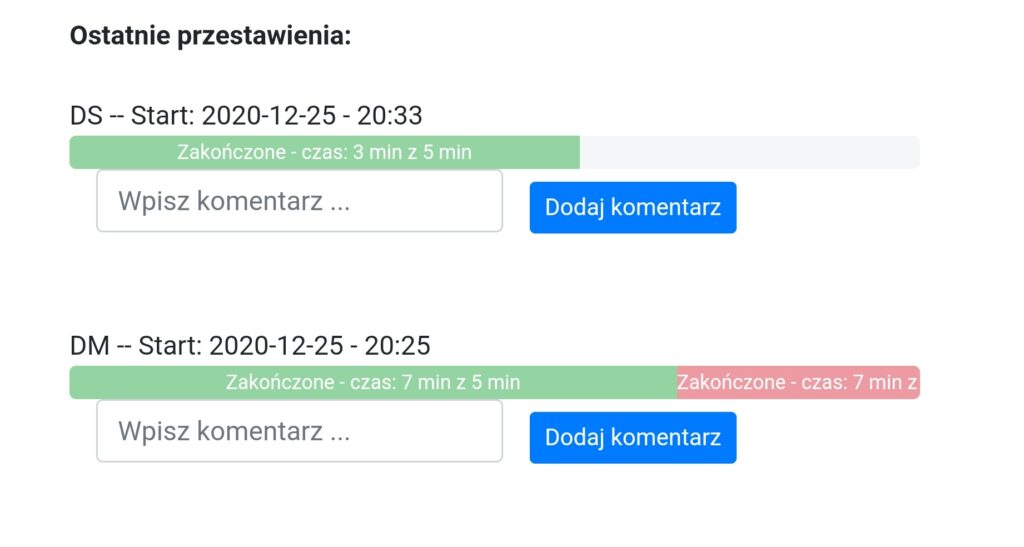 Ostatnie przestawienia:
DS -- Start: 2020-12-25 - 20:33
Zakończone - czas: 3 min z 5 min
Wpisz komentarz ...
Dodaj komentarz
DM -- Start: 2020-12-25 - 20:25
Zakończone - czas: 7 min z 5 min
Zakończone - czas: 7 min z
Wpisz komentarz ...
Dodaj komentarz